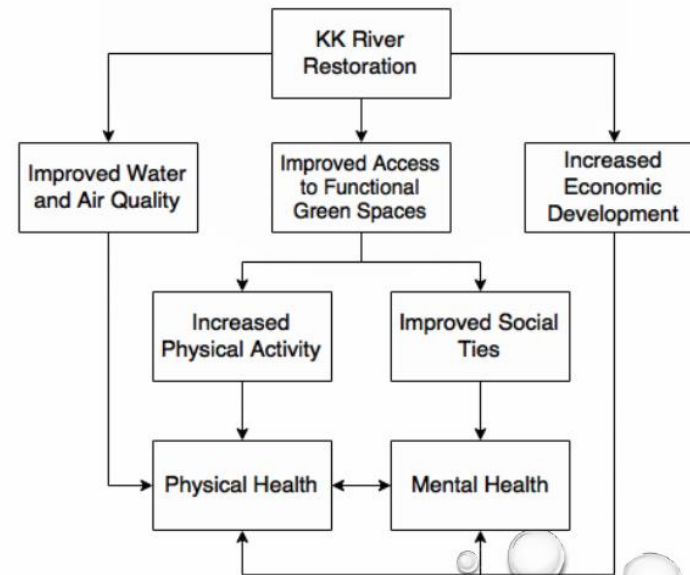 KK River
Restoration
Improved Water
and Air Quality
Improved Access
to Functional
Green Spaces
Increased
Economic
Development
Increased
Physical Activity
Improved Social
Ties
Physical Health
Mental Health